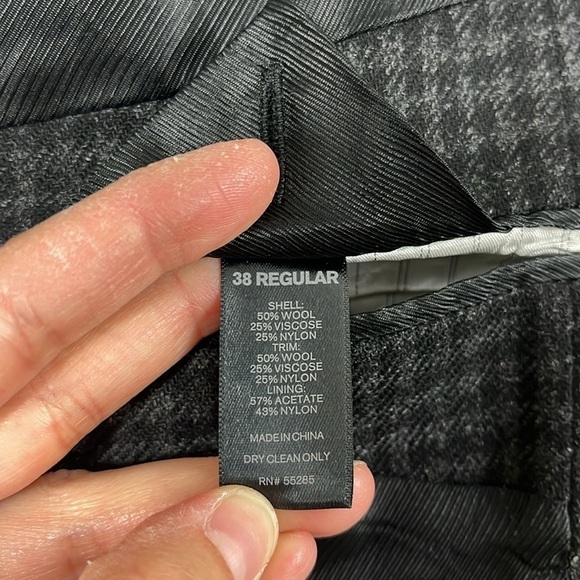 38 REGULAR
SHELL:
50% WOOL
25% VISCOSE
25% NYLON
TRIM:
50% WOOL
25% VISCOSE
25% NYLON
LINING:
57% ACETATE
43% NYLON
MADE IN CHINA
DRY CLEAN ONLY
RN# 55285